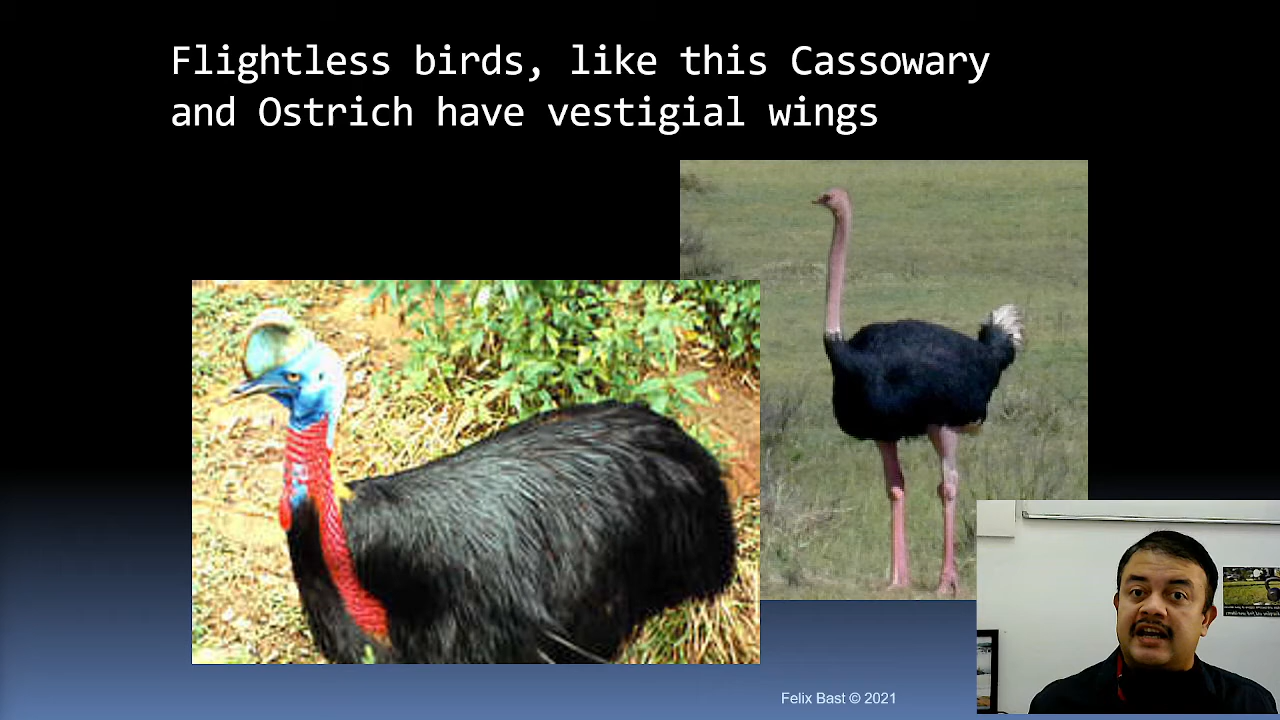 Flightless birds, like this Cassowary
and Ostrich have vestigial wings
Felix Bast © 2021